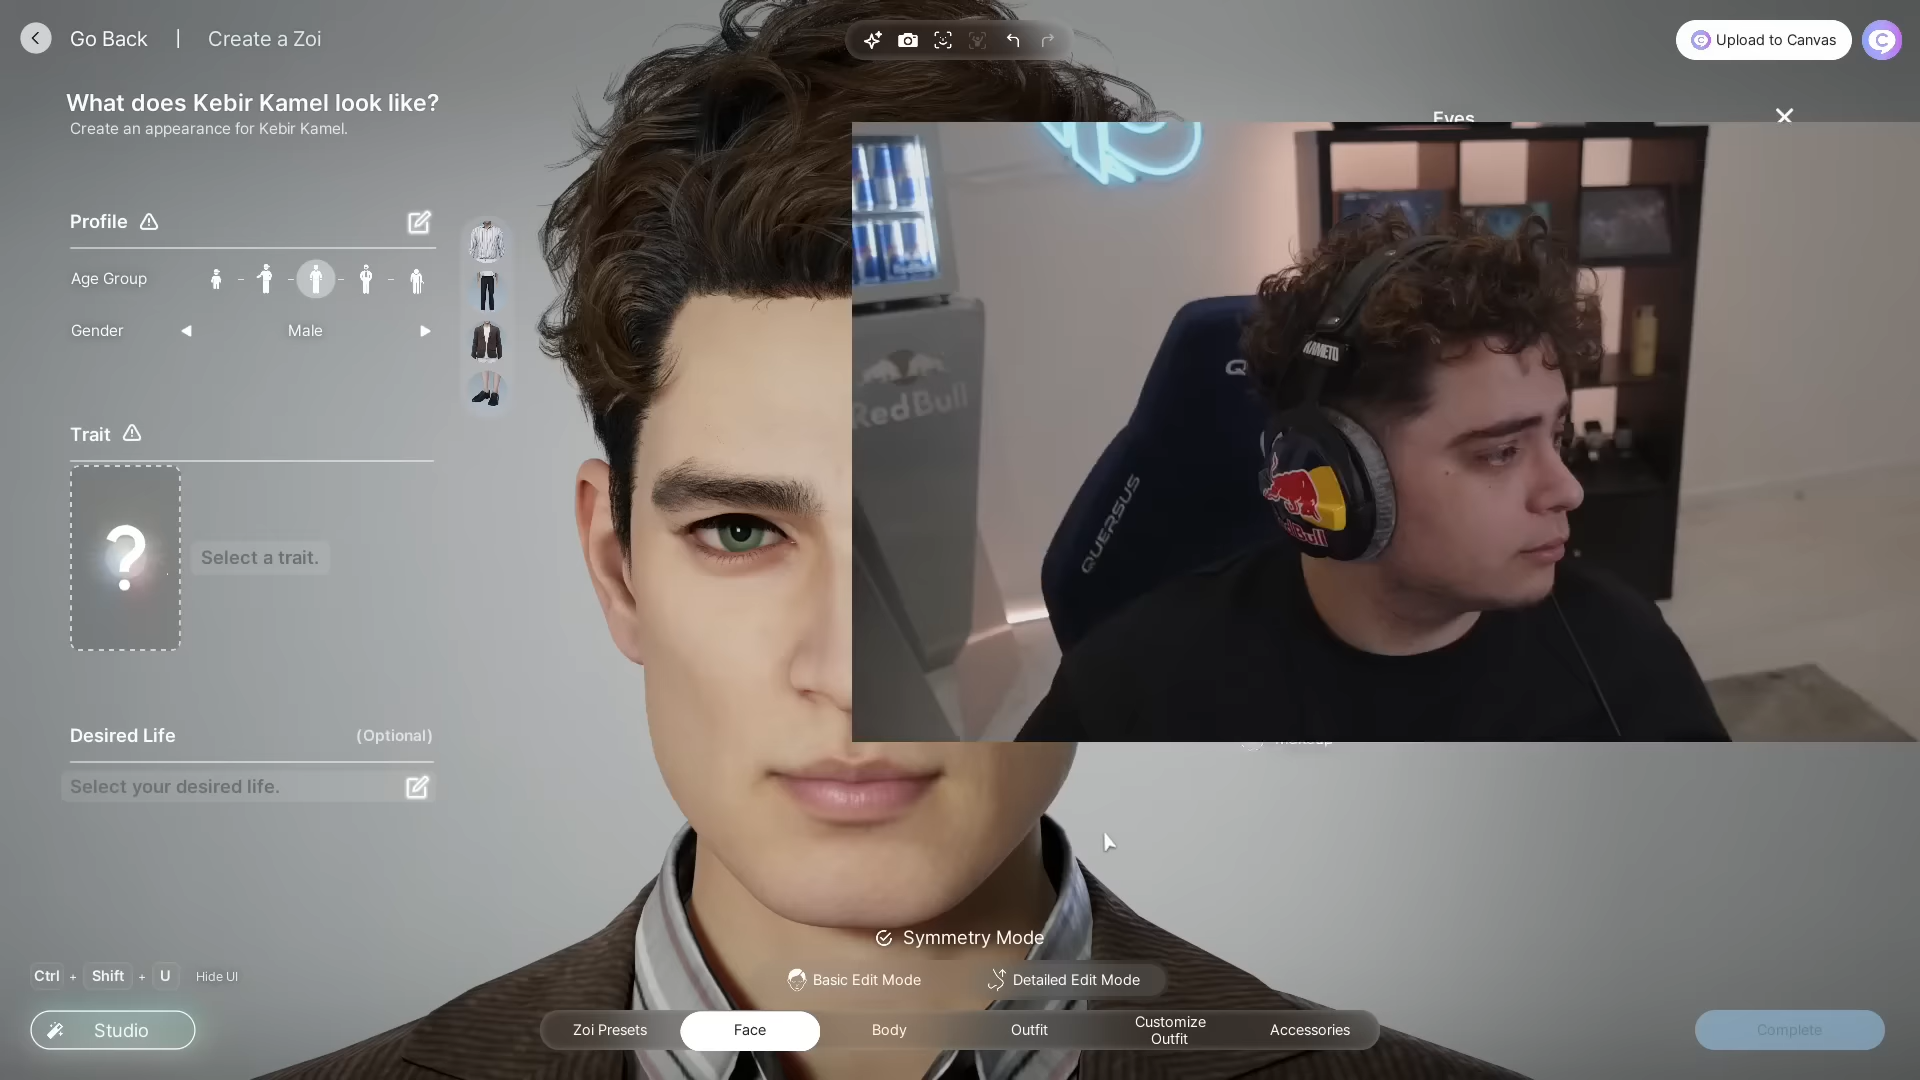 Go Back | Create a Zoi
Upload to Canvas
What does Kebir Kamel look like?
Create an appearance for Kebir Kamel.
Eyes
Profile
Age Group
Gender
Male
KAMETO
RedBull
QUERSUS
RedBull
Trait
?
Select a trait.
Desired Life
(Optional)
Select your desired life.
Makeup
Symmetry Mode
Basic Edit Mode
Detailed Edit Mode
Ctrl + Shift + U Hide UI
Studio
Zoi Presets
Face
Body
Outfit
Customize
Outfit
Accessories
Complete